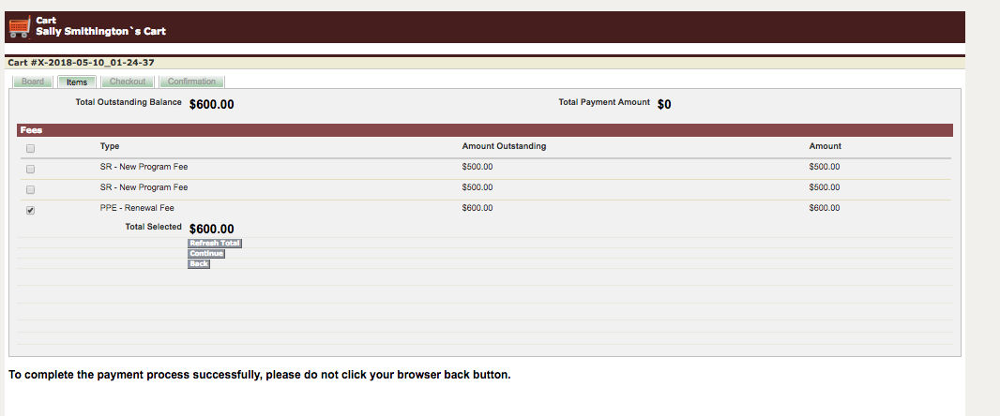 Cart
Sally Smithington`s Cart
Cart #X-2018-05-10_01-24-37
Board Items Checkout Confirmation
Total Outstanding Balance $600.00 Total Payment Amount $0
Fees
Type Amount Outstanding Amount
SR - New Program Fee $500.00 $500.00
SR - New Program Fee $500.00 $500.00
PPE - Renewal Fee $600.00 $600.00
Total Selected $600.00
Refresh Total
Continue
Back
To complete the payment process successfully, please do not click your browser back button.